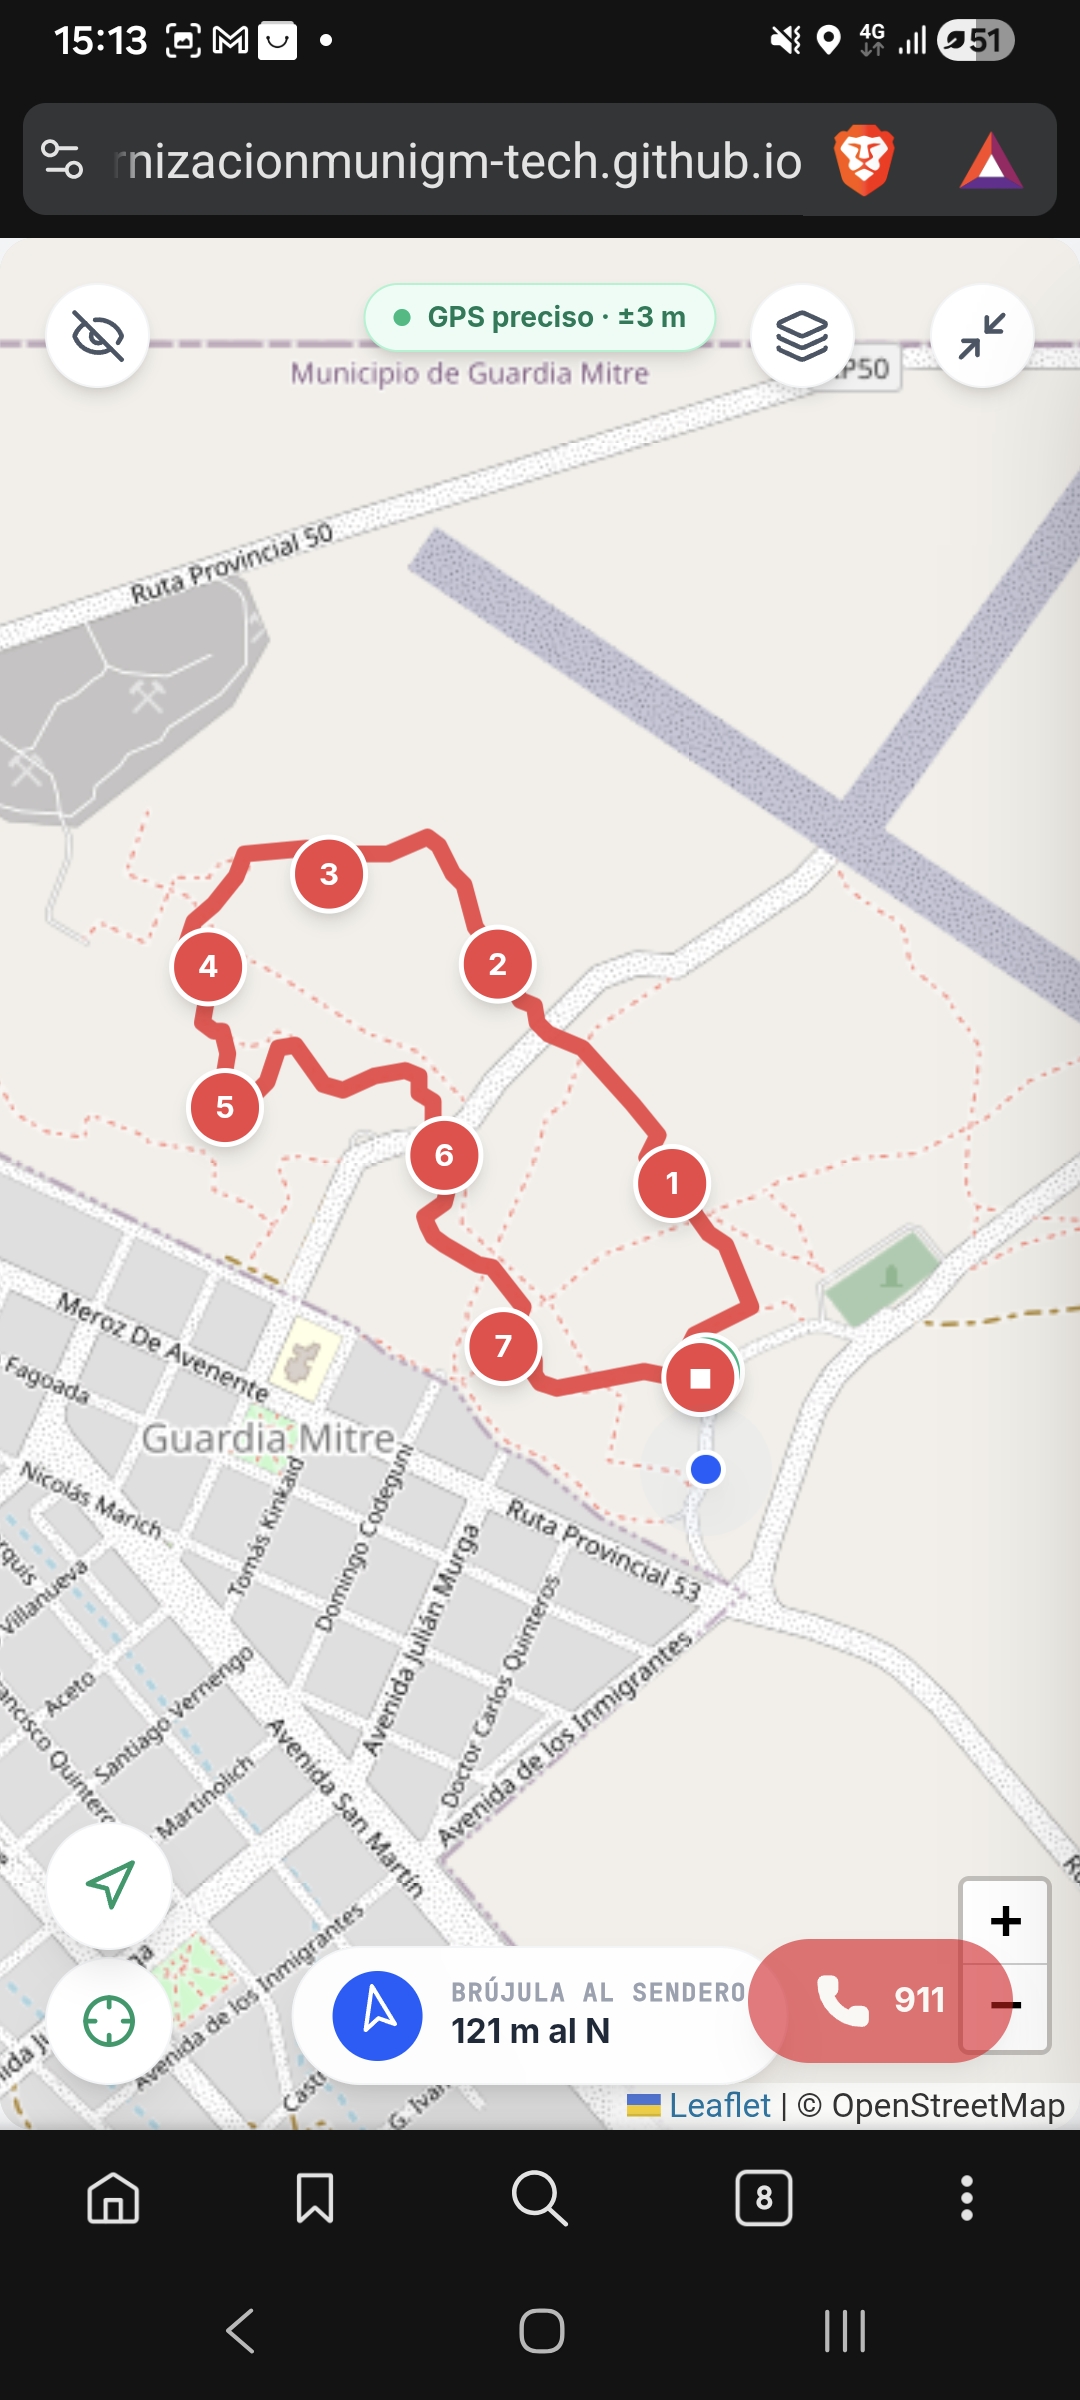 15:13
4G
51
rnizacionmunigm-tech.github.io
GPS preciso · ±3 m
Municipio de Guardia Mitre
P50
Ruta Provincial 50
3
2
4
5
6
1
7
Meroz De Avenente
Fagoada
Guardia Mitre
Nicolás Marich
Tomás Kinkaid
Domingo Codeguni
Avenida Julián Murga
Ruta Provincial 53
Doctor Carlos Quinteros
Villanueva
Aceto
Santiago Vernengo
Martinolich
Avenida San Martín
Avenida de los Inmigrantes
Avenida de los Inmigrantes
+
−
BRÚJULA AL SENDERO
121 m al N
911
G. Ivan
Leaflet | © OpenStreetMap
8